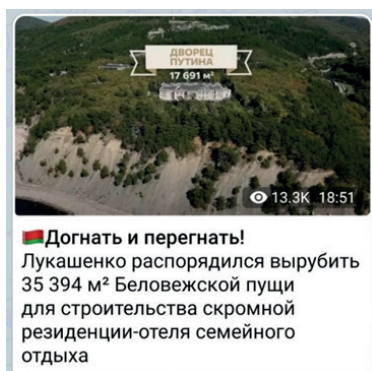 ДВОРЕЦ
ПУТИНА
17 691 м²
13.3K 18:51
Догнать и перегнать!
Лукашенко распорядился вырубить
35 394 м² Беловежской пущи
для строительства скромной
резиденции-отеля семейного
отдыха